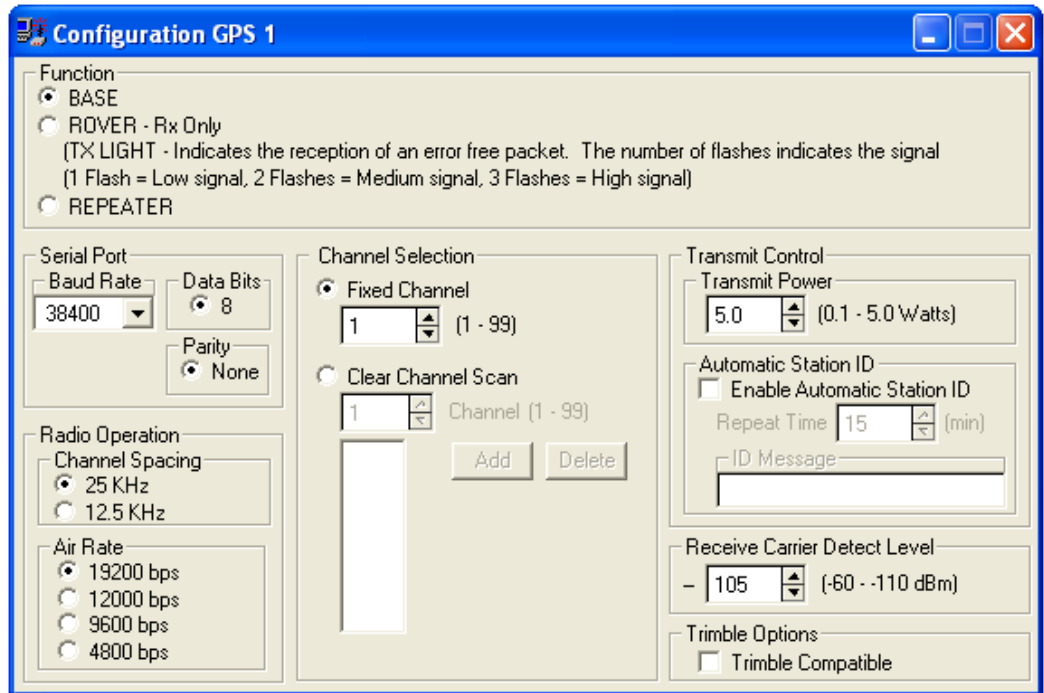 Configuration GPS 1
Function
BASE
ROVER - Rx Only
(TX LIGHT - Indicates the reception of an error free packet. The number of flashes indicates the signal
(1 Flash = Low signal, 2 Flashes = Medium signal, 3 Flashes = High signal)
REPEATER
Serial Port
Baud Rate
38400
Data Bits
8
Parity
None
Radio Operation
Channel Spacing
25 KHz
12.5 KHz
Air Rate
19200 bps
12000 bps
9600 bps
4800 bps
Channel Selection
Fixed Channel
1 (1 - 99)
Clear Channel Scan
1 Channel (1 - 99)
Add Delete
Transmit Control
Transmit Power
5.0 (0.1 - 5.0 Watts)
Automatic Station ID
Enable Automatic Station ID
Repeat Time 15 (min)
ID Message
Receive Carrier Detect Level
- 105 (-60 - -110 dBm)
Trimble Options
Trimble Compatible